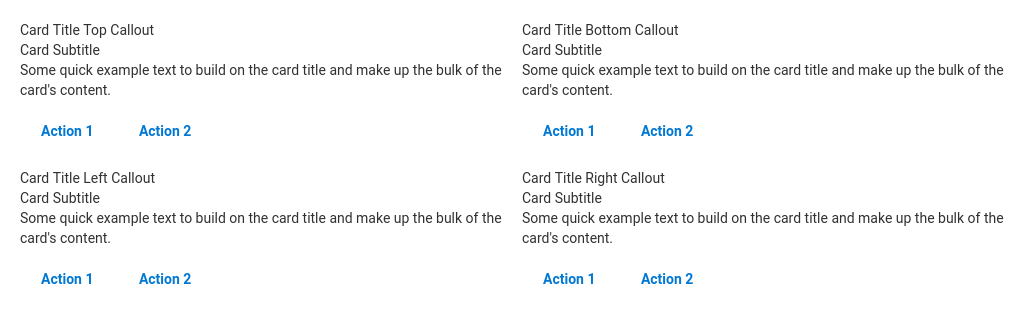 Card Title Top Callout
Card Subtitle
Some quick example text to build on the card title and make up the bulk of the
card's content.
Action 1 Action 2
Card Title Bottom Callout
Card Subtitle
Some quick example text to build on the card title and make up the bulk of the
card's content.
Action 1 Action 2
Card Title Left Callout
Card Subtitle
Some quick example text to build on the card title and make up the bulk of the
card's content.
Action 1 Action 2
Card Title Right Callout
Card Subtitle
Some quick example text to build on the card title and make up the bulk of the
card's content.
Action 1 Action 2